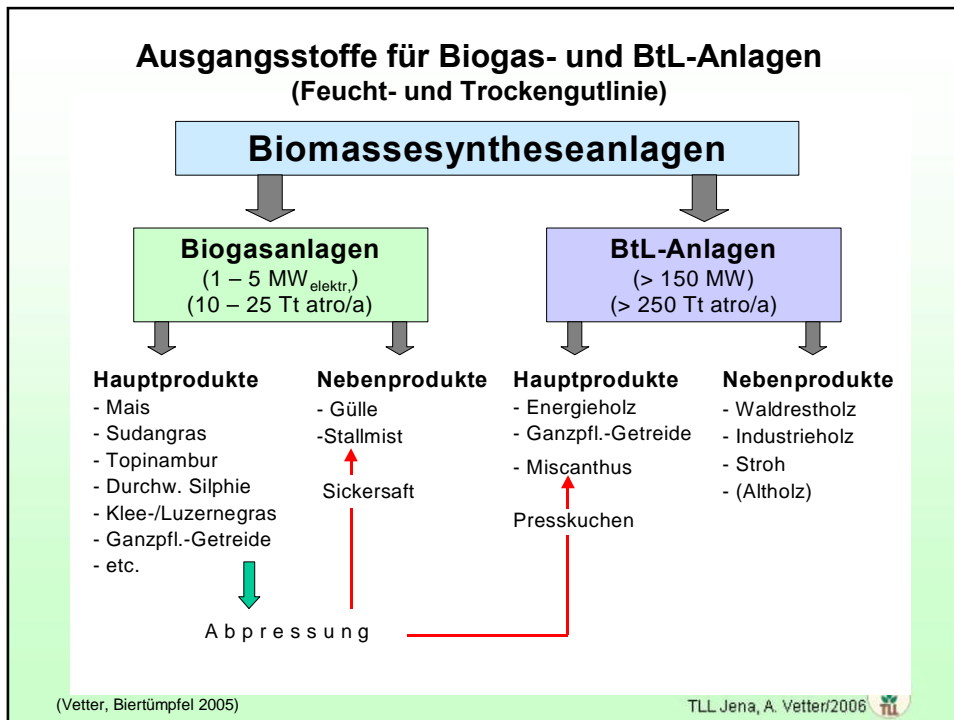 Ausgangsstoffe für Biogas- und BtL-Anlagen
(Feucht- und Trockengutlinie)
Biomassesyntheseanlagen
Biogasanlagen
(1 – 5 MWelektr,)
(10 – 25 Tt atro/a)
BtL-Anlagen
(> 150 MW)
(> 250 Tt atro/a)
Hauptprodukte
- Mais
- Sudangras
- Topinambur
- Durchw. Silphie
- Klee-/Luzernegras
- Ganzpfl.-Getreide
- etc.
Nebenprodukte
- Gülle
-Stallmist
Sickersaft
Hauptprodukte
- Energieholz
- Ganzpfl.-Getreide
- Miscanthus
Presskuchen
Nebenprodukte
- Waldrestholz
- Industrieholz
- Stroh
- (Altholz)
Abpressung
(Vetter, Biertümpfel 2005)
TLL Jena, A. Vetter/2006
TLL